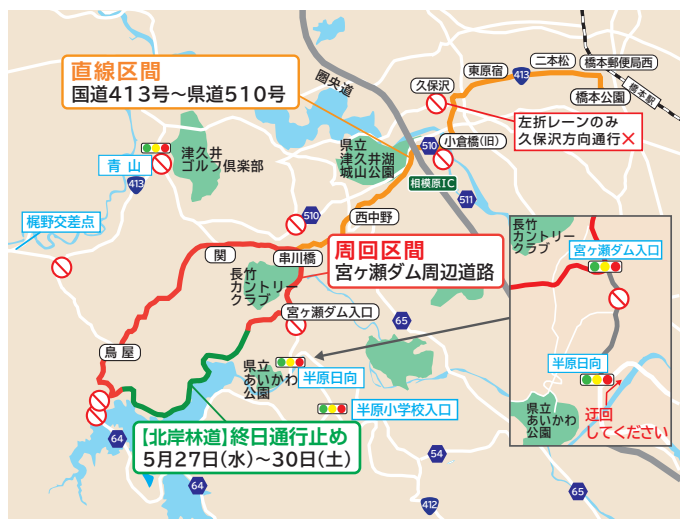 直線区間
国道413号～県道510号
圏央道
久保沢
東原宿
413
二本松
橋本郵便局西
橋本駅
橋本公園
左折レーンのみ
久保沢方向通行×
小倉橋(旧)
510
県立
津久井湖
城山公園
相模原IC
511
津久井
ゴルフ倶楽部
青山
413
梶野交差点
510
西中野
関
串川橋
周回区間
宮ヶ瀬ダム周辺道路
長竹
カントリー
クラブ
宮ヶ瀬ダム入口
65
鳥屋
県立
あいかわ
公園
半原日向
半原小学校入口
【北岸林道】終日通行止め
5月27日(水)～30日(土)
64
64
54
412
65
長竹
カントリー
クラブ
宮ヶ瀬ダム入口
半原日向
県立
あいかわ
公園
迂回
してください